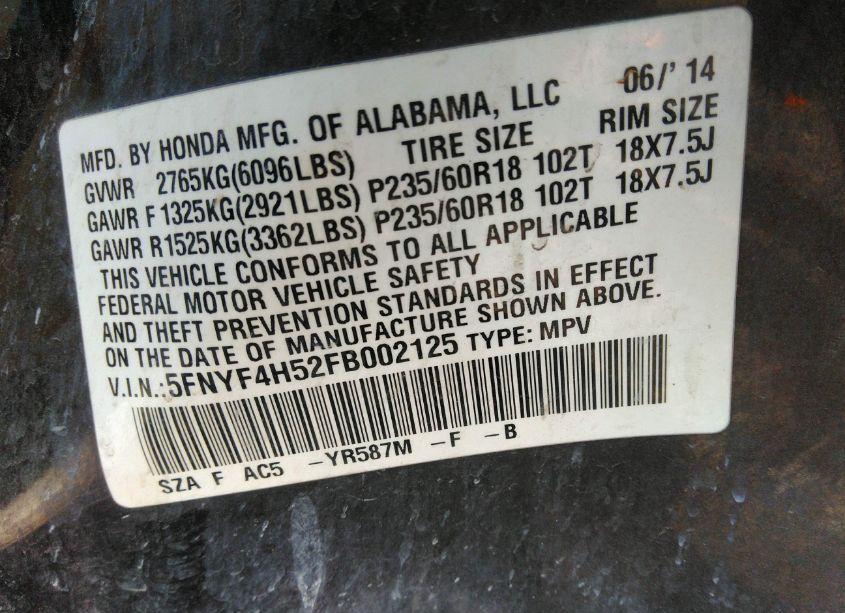 MFD. BY HONDA MFG. OF ALABAMA, LLC 06/' 14
GVWR 2765KG(6096LBS) TIRE SIZE RIM SIZE
GAWR F1325KG(2921LBS) P235/60R18 102T 18X7.5J
GAWR R1525KG(3362LBS) P235/60R18 102T 18X7.5J
THIS VEHICLE CONFORMS TO ALL APPLICABLE
FEDERAL MOTOR VEHICLE SAFETY
AND THEFT PREVENTION STANDARDS IN EFFECT
ON THE DATE OF MANUFACTURE SHOWN ABOVE.
V.I.N.:5FNYF4H52FB002125 TYPE: MPV
SZA F AC5 -YR587M -F -B